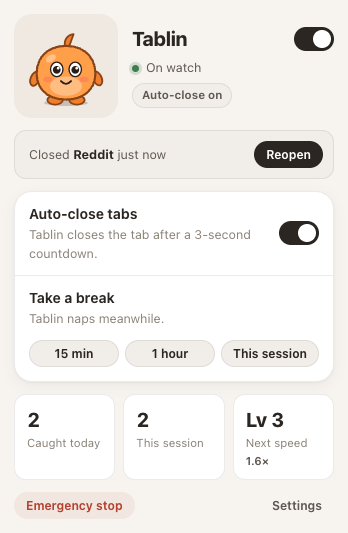 Tablin
On watch
Auto-close on
Closed Reddit just now
Reopen
Auto-close tabs
Tablin closes the tab after a 3-second
countdown.
Take a break
Tablin naps meanwhile.
15 min
1 hour
This session
2
Caught today
2
This session
Lv 3
Next speed
1.6×
Emergency stop
Settings